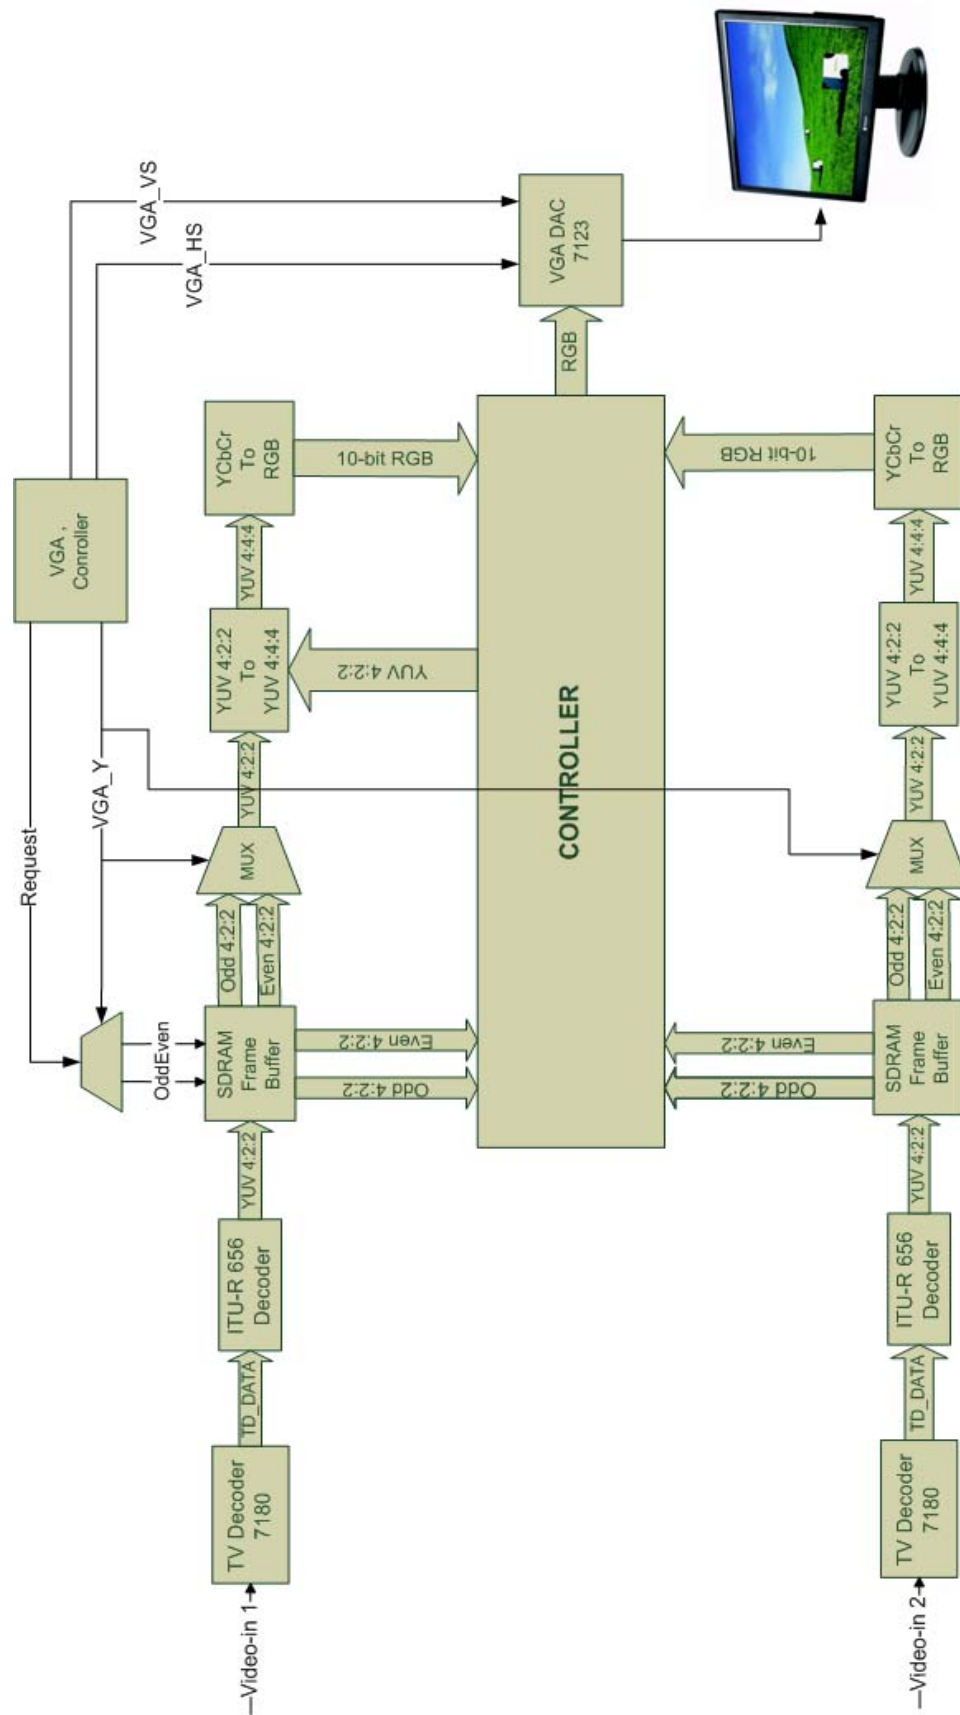 VGA ,
Conroller
Request
VGA_Y
VGA_VS
VGA_HS
OddEven
—Video-in 1
TV Decoder
7180
TD_DATA
ITU-R 656
Decoder
YUV 4:2:2
SDRAM
Frame
Buffer
Odd 4:2:2
Even 4:2:2
MUX
YUV 4:2:2
YUV 4:2:2
To
YUV 4:4:4
YUV 4:4:4
YCbCr
To
RGB
Odd 4:2:2
Even 4:2:2
YUV 4:2:2
10-bit RGB
CONTROLLER
RGB
VGA DAC
7123
Odd 4:2:2
Even 4:2:2
10-bit RGB
—Video-in 2
TV Decoder
7180
TD_DATA
ITU-R 656
Decoder
YUV 4:2:2
SDRAM
Frame
Buffer
Odd 4:2:2
Even 4:2:2
MUX
YUV 4:2:2
YUV 4:2:2
To
YUV 4:4:4
YUV 4:4:4
YCbCr
To
RGB